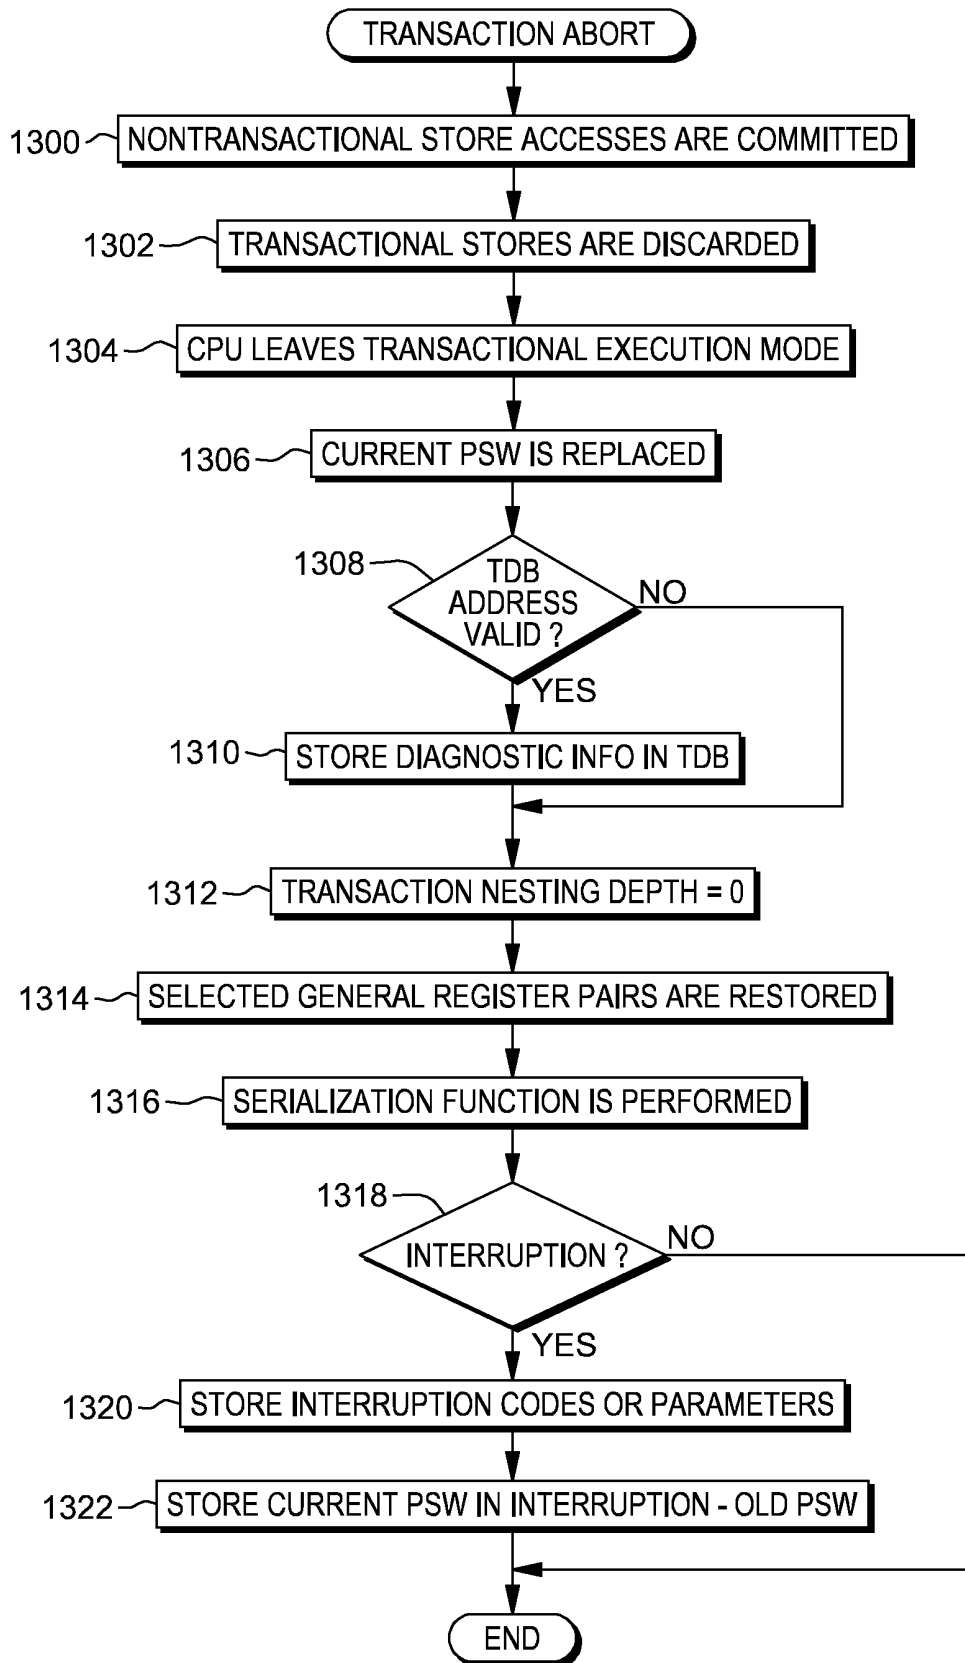 TRANSACTION ABORT
1300
NONTRANSACTIONAL STORE ACCESSES ARE COMMITTED
1302
TRANSACTIONAL STORES ARE DISCARDED
1304
CPU LEAVES TRANSACTIONAL EXECUTION MODE
1306
CURRENT PSW IS REPLACED
1308
TDB
ADDRESS
VALID ?
NO
YES
1310
STORE DIAGNOSTIC INFO IN TDB
1312
TRANSACTION NESTING DEPTH = 0
1314
SELECTED GENERAL REGISTER PAIRS ARE RESTORED
1316
SERIALIZATION FUNCTION IS PERFORMED
1318
INTERRUPTION ?
NO
YES
1320
STORE INTERRUPTION CODES OR PARAMETERS
1322
STORE CURRENT PSW IN INTERRUPTION - OLD PSW
END